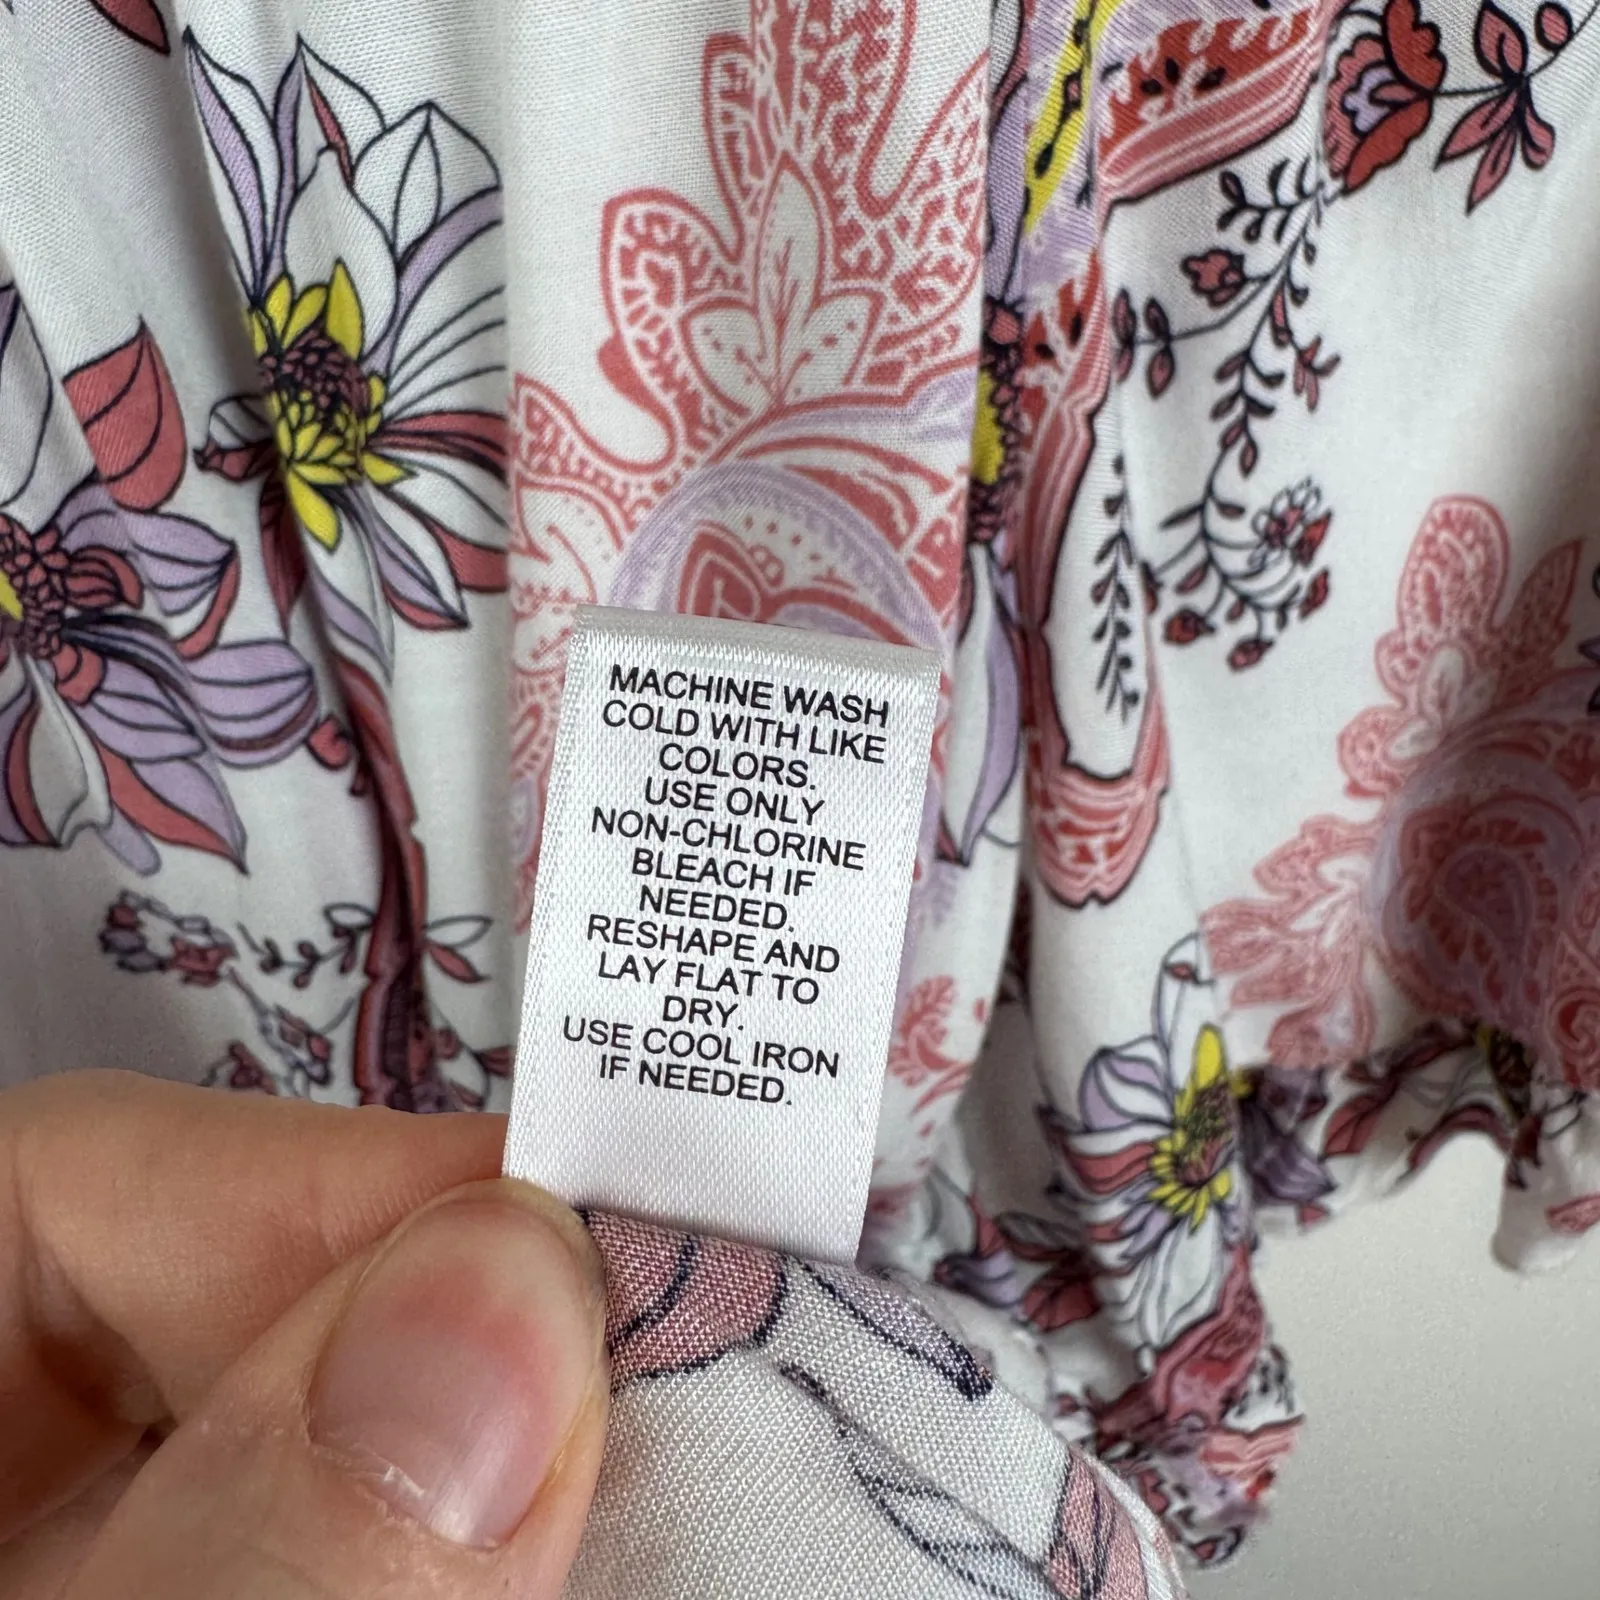 MACHINE WASH
COLD WITH LIKE
COLORS.
USE ONLY
NON-CHLORINE
BLEACH IF
NEEDED.
RESHAPE AND
LAY FLAT TO
DRY.
USE COOL IRON
IF NEEDED.